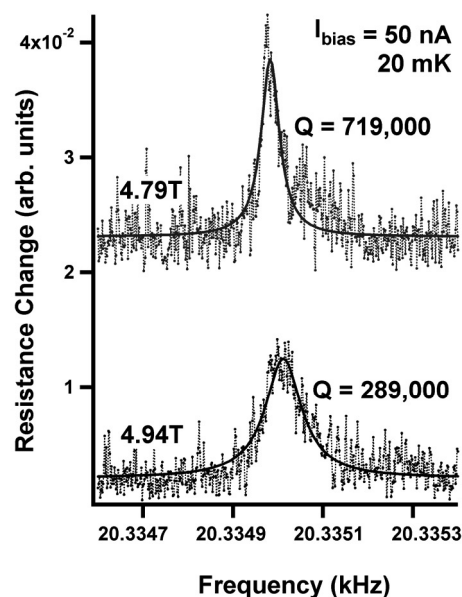 4x10⁻²
I_bias = 50 nA
20 mK
Q = 719,000
3
4.79T
2
Resistance Change (arb. units)
1
Q = 289,000
4.94T
20.3347
20.3349
20.3351
20.3353
Frequency (kHz)